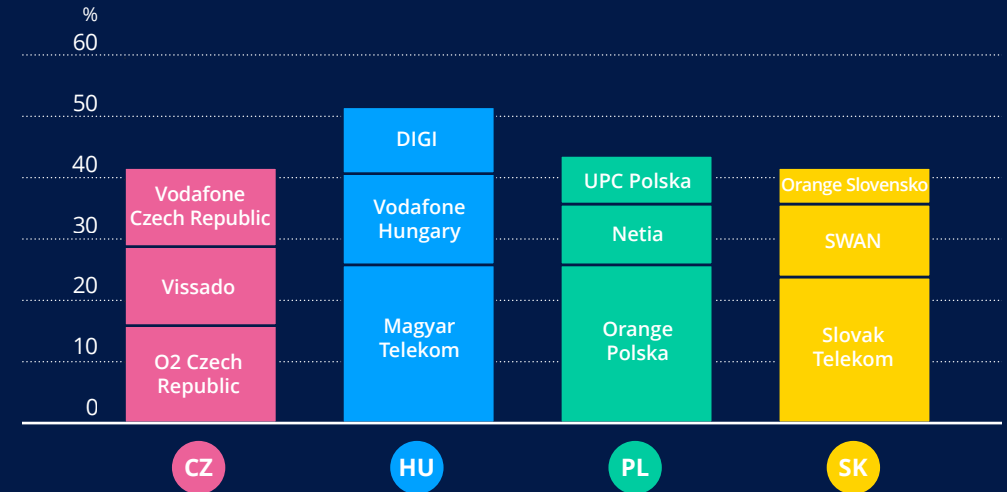 %
60
50
40
30
20
10
0
Vodafone
Czech Republic
Vissado
O2 Czech
Republic
DIGI
Vodafone
Hungary
Magyar
Telekom
UPC Polska
Netia
Orange
Polska
Orange Slovensko
SWAN
Slovak
Telekom
CZ
HU
PL
SK